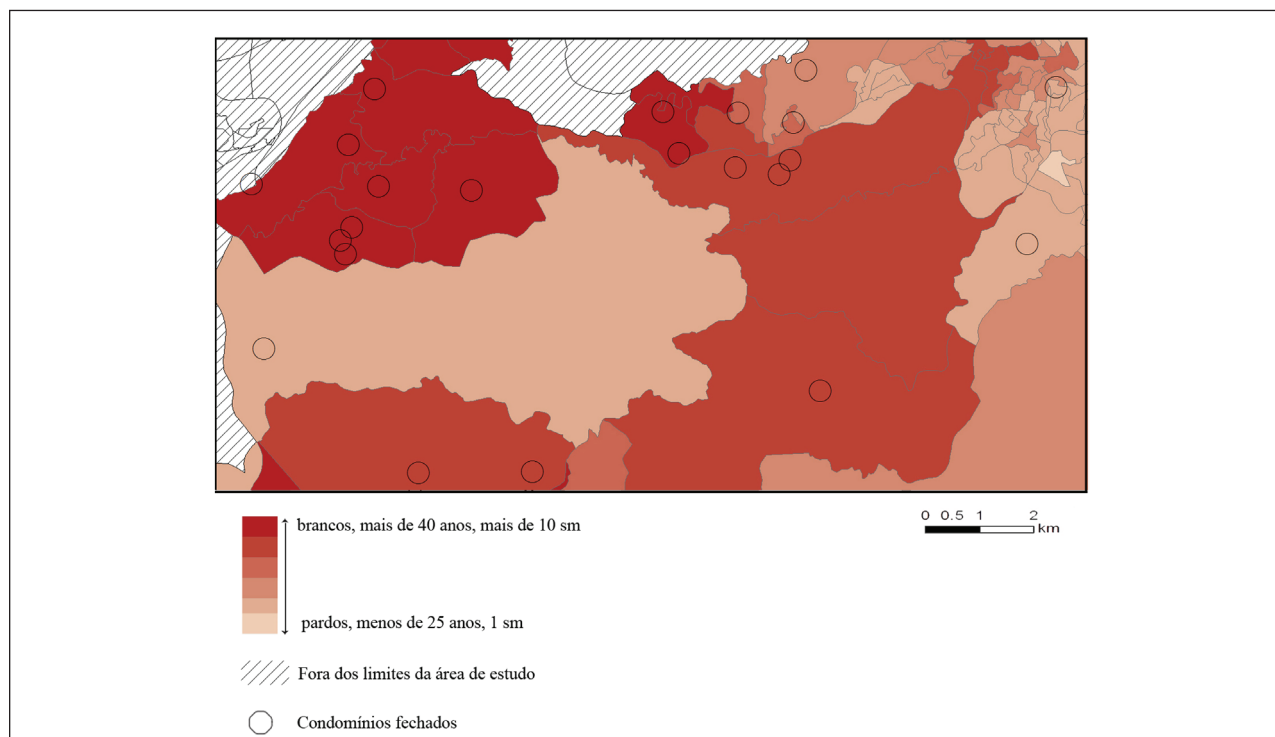 brancos, mais de 40 anos, mais de 10 sm
0 0.5 1 2
km
pardos, menos de 25 anos, 1 sm
Fora dos limites da área de estudo
Condomínios fechados